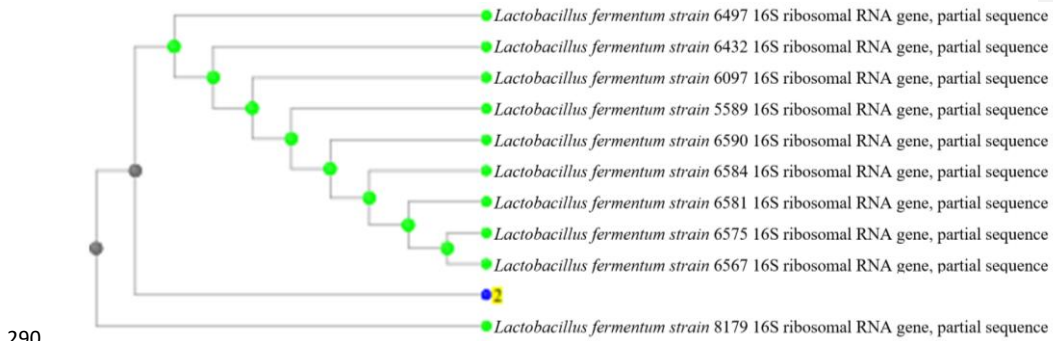 Lactobacillus fermentum strain 6497 16S ribosomal RNA gene, partial sequence
Lactobacillus fermentum strain 6432 16S ribosomal RNA gene, partial sequence
Lactobacillus fermentum strain 6097 16S ribosomal RNA gene, partial sequence
Lactobacillus fermentum strain 5589 16S ribosomal RNA gene, partial sequence
Lactobacillus fermentum strain 6590 16S ribosomal RNA gene, partial sequence
Lactobacillus fermentum strain 6584 16S ribosomal RNA gene, partial sequence
Lactobacillus fermentum strain 6581 16S ribosomal RNA gene, partial sequence
Lactobacillus fermentum strain 6575 16S ribosomal RNA gene, partial sequence
Lactobacillus fermentum strain 6567 16S ribosomal RNA gene, partial sequence
2
Lactobacillus fermentum strain 8179 16S ribosomal RNA gene, partial sequence
290